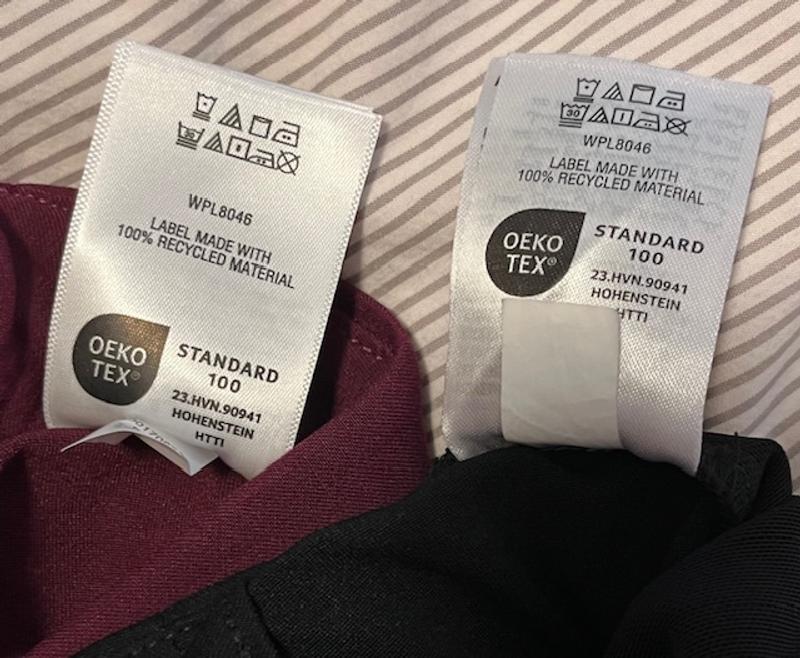 30
WPL8046
LABEL MADE WITH
100% RECYCLED MATERIAL
OEKO
TEX®
STANDARD
100
23.HVN.90941
HOHENSTEIN
HTTI
30
WPL8046
LABEL MADE WITH
100% RECYCLED MATERIAL
OEKO
TEX®
STANDARD
100
23.HVN.90941
HOHENSTEIN
HTTI